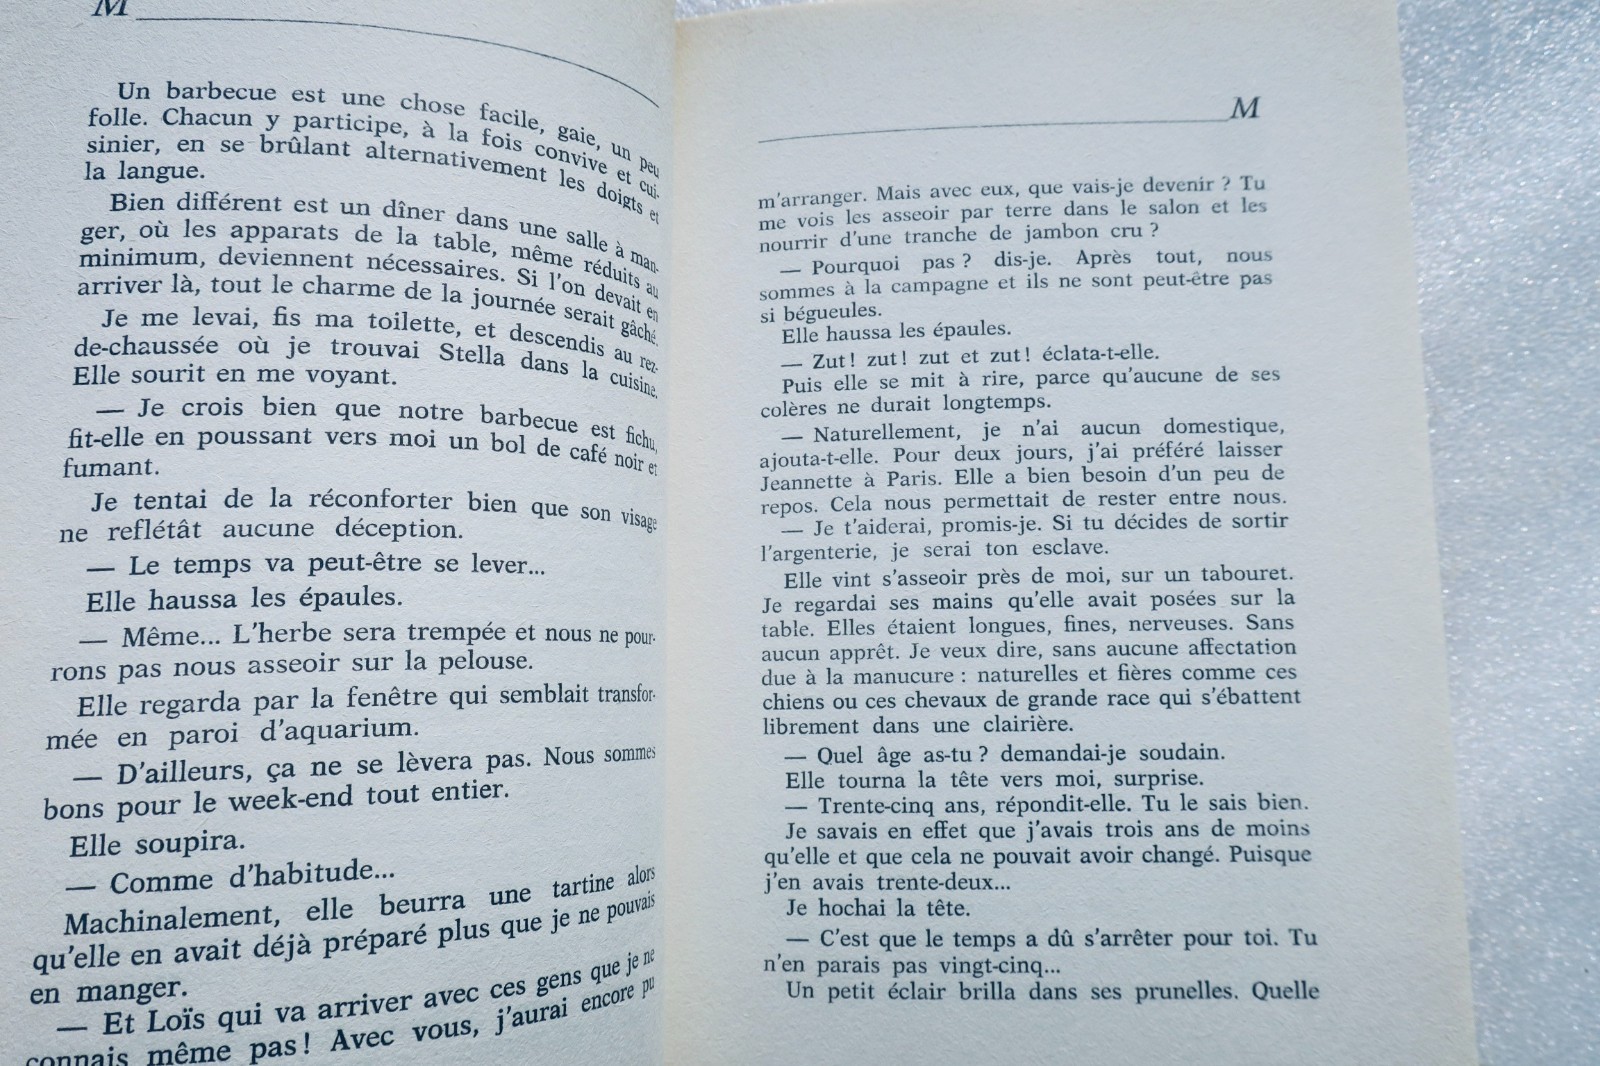 M
Un barbecue est une chose facile, gaie, un peu
folle. Chacun y participe, à la fois convive et cui-
sinier, en se brûlant alternativement les doigts et
la langue.
Bien différent est un dîner dans une salle à man-
ger, où les apparats de la table, même réduits au
minimum, deviennent nécessaires. Si l'on devait en
arriver là, tout le charme de la journée serait gâché.
Je me levai, fis ma toilette, et descendis au rez-
de-chaussée où je trouvai Stella dans la cuisine.
Elle sourit en me voyant.
— Je crois bien que notre barbecue est fichu,
fit-elle en poussant vers moi un bol de café noir et
fumant.
Je tentai de la réconforter bien que son visage
ne reflétât aucune déception.
— Le temps va peut-être se lever...
Elle haussa les épaules.
— Même... L'herbe sera trempée et nous ne pour-
rons pas nous asseoir sur la pelouse.
Elle regarda par la fenêtre qui semblait transfor-
mée en paroi d'aquarium.
— D'ailleurs, ça ne se lèvera pas. Nous sommes
bons pour le week-end tout entier.
Elle soupira.
— Comme d'habitude...
Machinalement, elle beurra une tartine alors
qu'elle en avait déjà préparé plus que je ne pouvais
en manger.
— Et Loïs qui va arriver avec ces gens que je ne
connais même pas ! Avec vous, j'aurai encore pu
M
m'arranger. Mais avec eux, que vais-je devenir ? Tu
me vois les asseoir par terre dans le salon et les
nourrir d'une tranche de jambon cru ?
— Pourquoi pas ? dis-je. Après tout, nous
sommes à la campagne et ils ne sont peut-être pas
si bégueules.
Elle haussa les épaules.
— Zut ! zut ! zut et zut ! éclata-t-elle.
Puis elle se mit à rire, parce qu'aucune de ses
colères ne durait longtemps.
— Naturellement, je n'ai aucun domestique,
ajouta-t-elle. Pour deux jours, j'ai préféré laisser
Jeannette à Paris. Elle a bien besoin d'un peu de
repos. Cela nous permettait de rester entre nous.
— Je t'aiderai, promis-je. Si tu décides de sortir
l'argenterie, je serai ton esclave.
Elle vint s'asseoir près de moi, sur un tabouret.
Je regardai ses mains qu'elle avait posées sur la
table. Elles étaient longues, fines, nerveuses. Sans
aucun apprêt. Je veux dire, sans aucune affectation
due à la manucure : naturelles et fières comme ces
chiens ou ces chevaux de grande race qui s'ébattent
librement dans une clairière.
— Quel âge as-tu ? demandai-je soudain.
Elle tourna la tête vers moi, surprise.
— Trente-cinq ans, répondit-elle. Tu le sais bien.
Je savais en effet que j'avais trois ans de moins
qu'elle et que cela ne pouvait avoir changé. Puisque
j'en avais trente-deux...
Je hochai la tête.
— C'est que le temps a dû s'arrêter pour toi. Tu
n'en parais pas vingt-cinq...
Un petit éclair brilla dans ses prunelles. Quelle